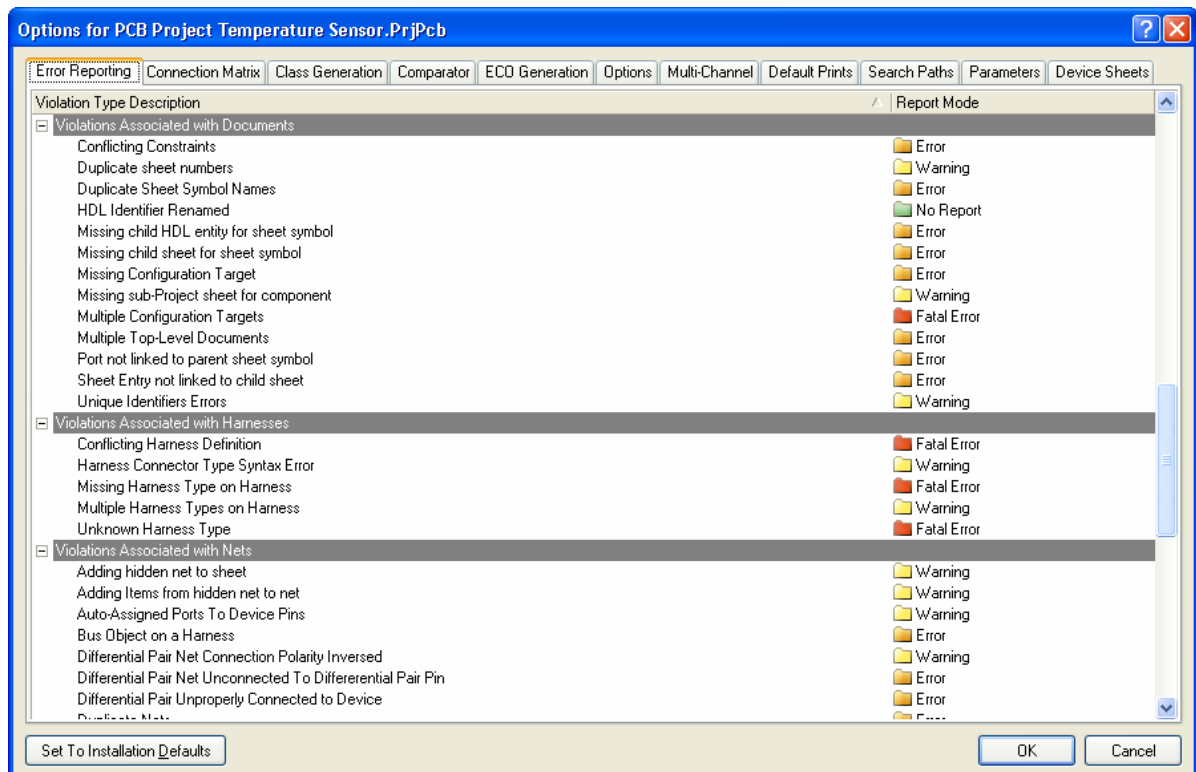 Options for PCB Project Temperature Sensor.PrjPcb
Error Reporting Connection Matrix Class Generation Comparator ECO Generation Options Multi-Channel Default Prints Search Paths Parameters Device Sheets
Violation Type Description Report Mode
Violations Associated with Documents
Conflicting Constraints Error
Duplicate sheet numbers Warning
Duplicate Sheet Symbol Names Error
HDL Identifier Renamed No Report
Missing child HDL entity for sheet symbol Error
Missing child sheet for sheet symbol Error
Missing Configuration Target Error
Missing sub-Project sheet for component Warning
Multiple Configuration Targets Fatal Error
Multiple Top-Level Documents Error
Port not linked to parent sheet symbol Error
Sheet Entry not linked to child sheet Error
Unique Identifiers Errors Warning
Violations Associated with Harnesses
Conflicting Harness Definition Fatal Error
Harness Connector Type Syntax Error Warning
Missing Harness Type on Harness Fatal Error
Multiple Harness Types on Harness Warning
Unknown Harness Type Fatal Error
Violations Associated with Nets
Adding hidden net to sheet Warning
Adding Items from hidden net to net Warning
Auto-Assigned Ports To Device Pins Warning
Bus Object on a Harness Error
Differential Pair Net Connection Polarity Inversed Warning
Differential Pair Net Unconnected To Differerential Pair Pin Error
Differential Pair Unproperly Connected to Device Error
Duplicate Nets Error
Set To Installation Defaults OK Cancel